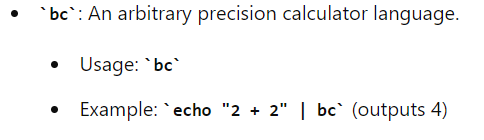 • `bc`: An arbitrary precision calculator language.
• Usage: `bc`
• Example: `echo "2 + 2" | bc` (outputs 4)